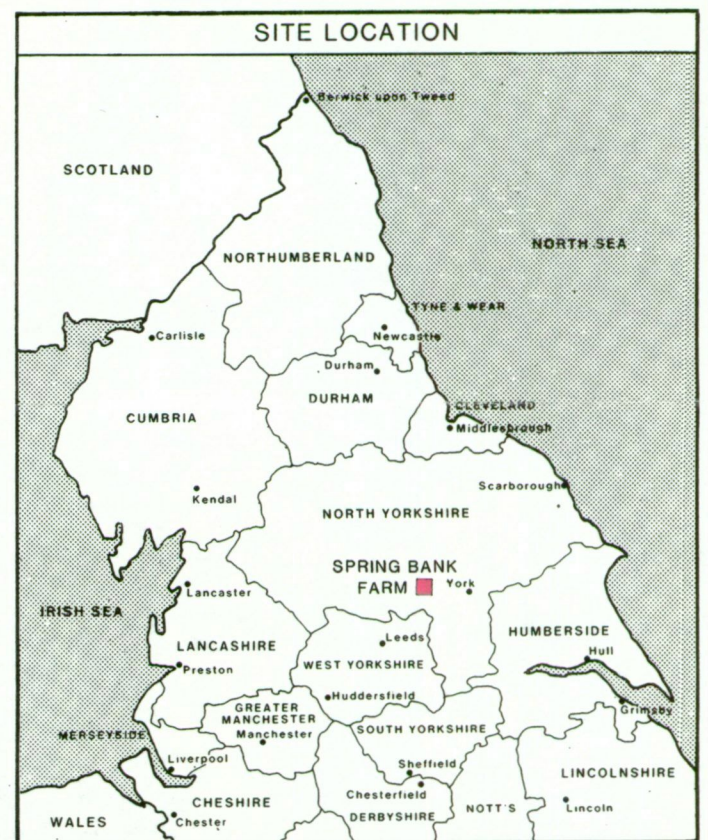 SITE LOCATION
Berwick upon Tweed
SCOTLAND
NORTH SEA
NORTHUMBERLAND
TYNE & WEAR
Carlisle
Newcastle
Durham
DURHAM
CLEVELAND
CUMBRIA
Middlesbrough
Kendal
Scarborough
NORTH YORKSHIRE
SPRING BANK
FARM
York
Lancaster
IRISH SEA
HUMBERSIDE
LANCASHIRE
Leeds
Hull
WEST YORKSHIRE
Preston
Huddersfield
GREATER
MANCHESTER
Grimsby
SOUTH YORKSHIRE
MERSEYSIDE
Manchester
Liverpool
Sheffield
LINCOLNSHIRE
Chesterfield
CHESHIRE
NOTT'S
Lincoln
DERBYSHIRE
WALES
Chester